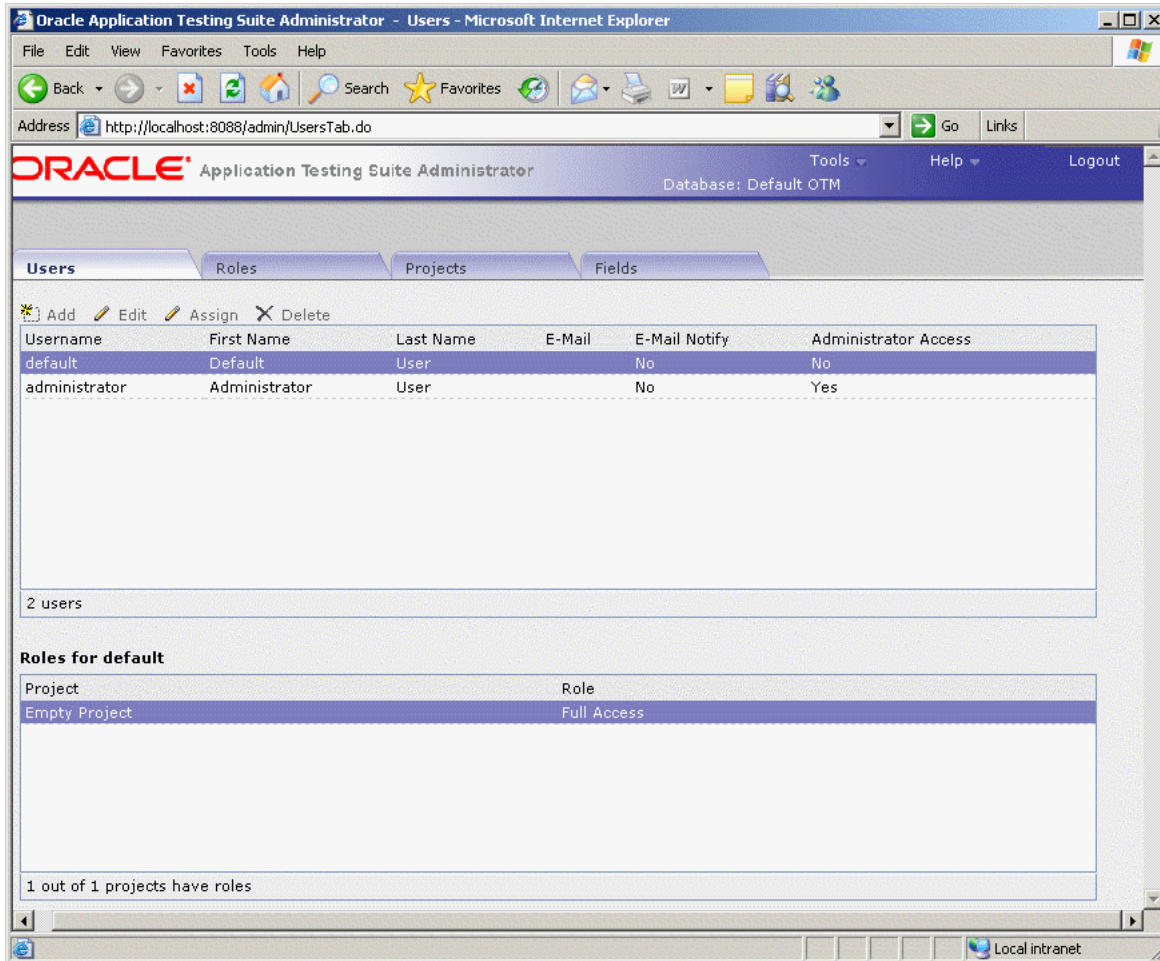 Oracle Application Testing Suite Administrator - Users - Microsoft Internet Explorer
File Edit View Favorites Tools Help
Back Search Favorites
Address http://localhost:8088/admin/UsersTab.do Go Links
ORACLE Application Testing Suite Administrator Tools Help Logout
Database: Default OTM
Users Roles Projects Fields
Add Edit Assign Delete
Username First Name Last Name E-Mail E-Mail Notify Administrator Access
default Default User No No
administrator Administrator User No Yes
2 users
Roles for default
Project Role
Empty Project Full Access
1 out of 1 projects have roles
Local intranet